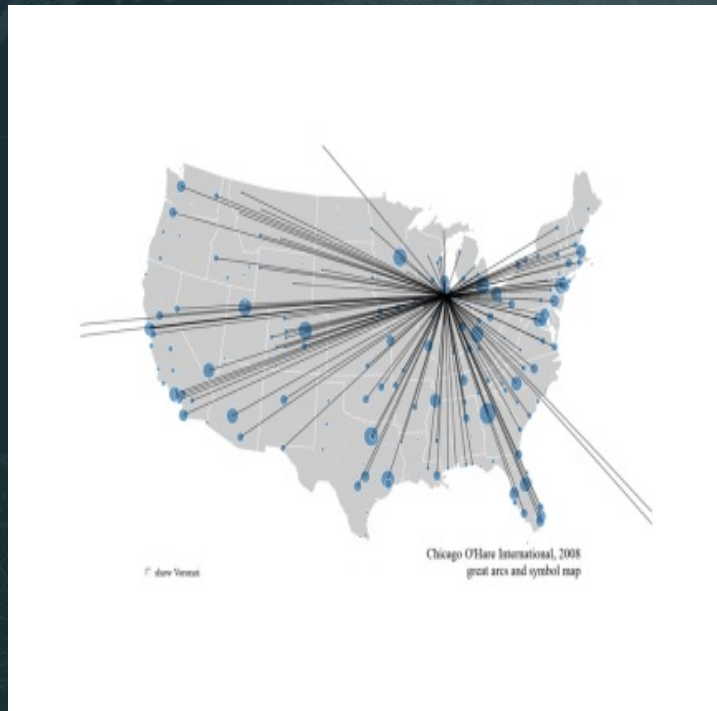 Chicago O'Hare International, 2008
great arcs and symbol map
show Voronoi